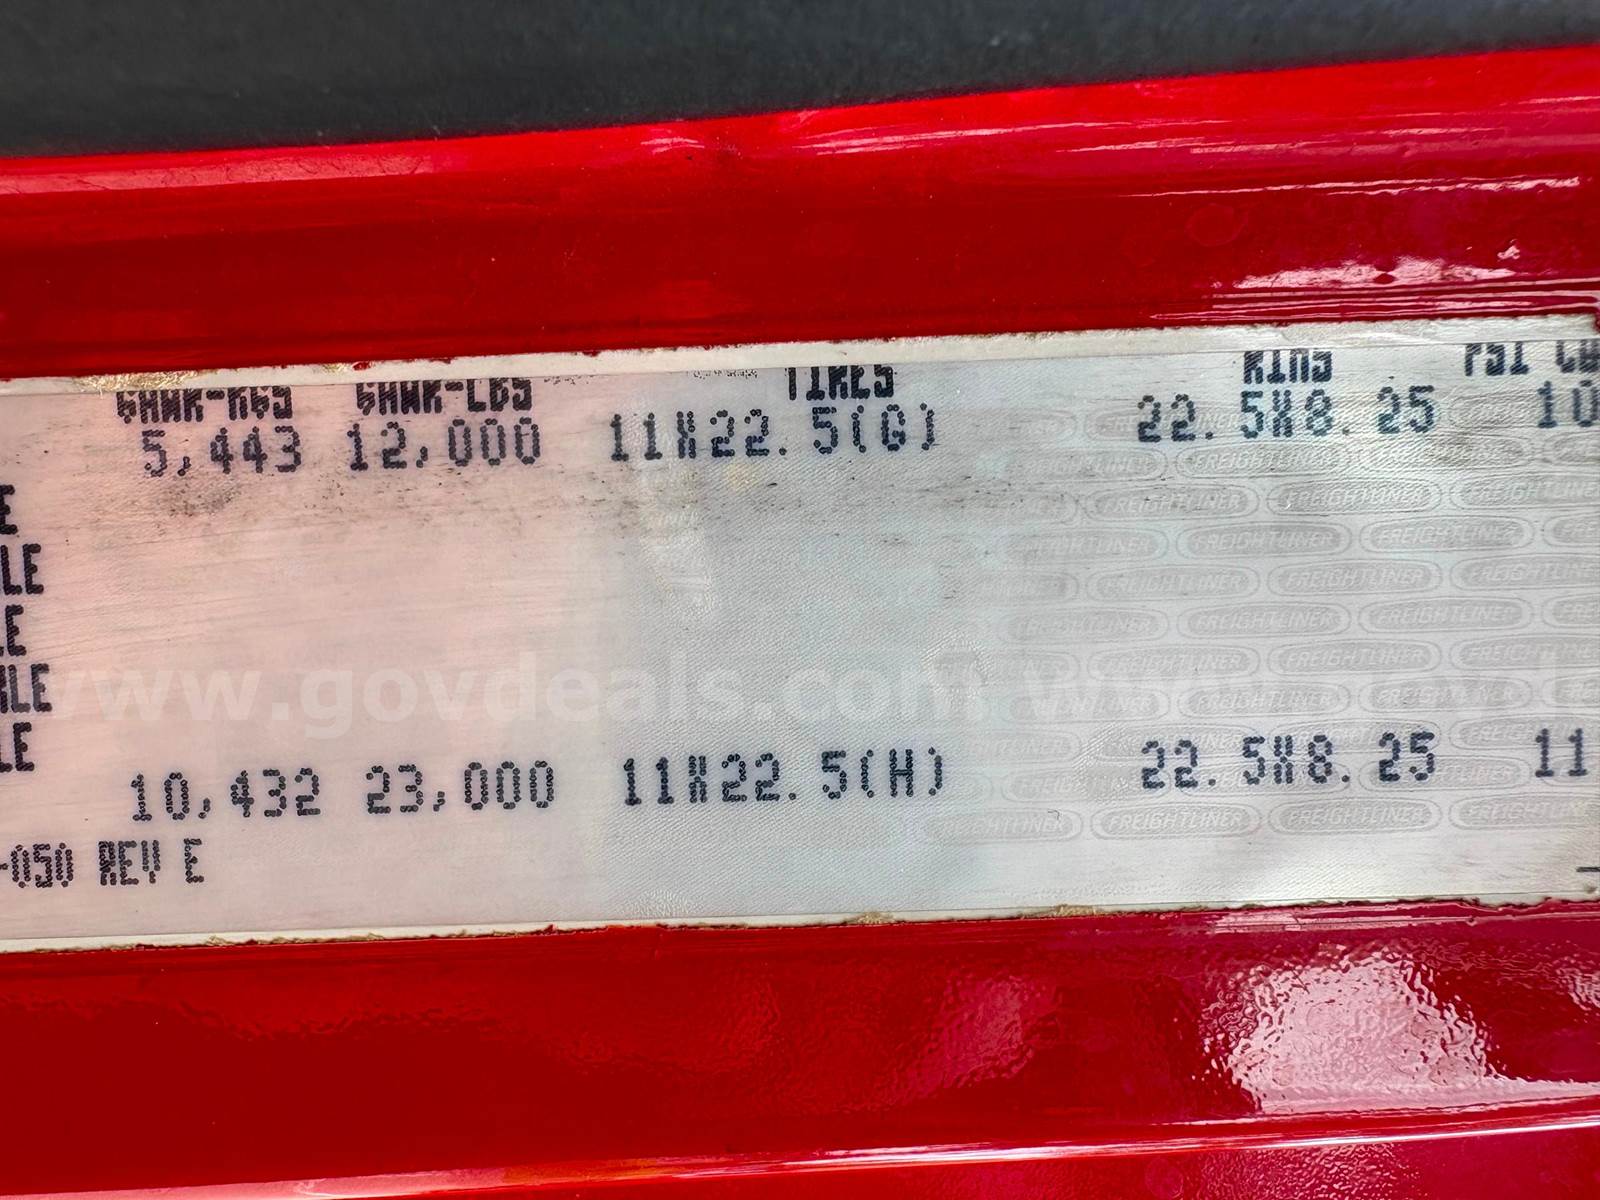 GAWR-KGS GAWR-LBS TIRES RIMS PSI
5,443 12,000 11X22.5(G) 22.5X8.25 10
E
LE
LE
LE
LE
10,432 23,000 11X22.5(H) 22.5X8.25 11
-050 REV E
FREIGHTLINER
www.govdeals.com